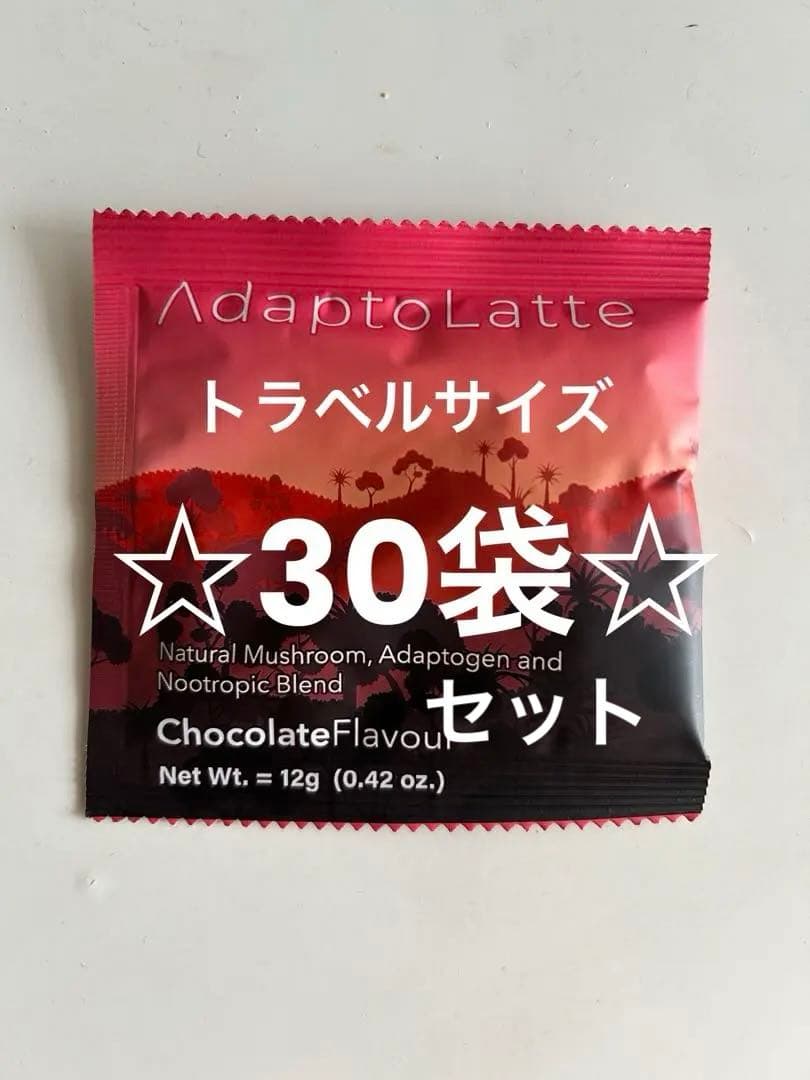 AdaptoLatte
トラベルサイズ
☆30袋☆
Natural Mushroom, Adaptogen and
Nootropic Blend
セット
ChocolateFlavour
Net Wt. = 12g (0.42 oz.)